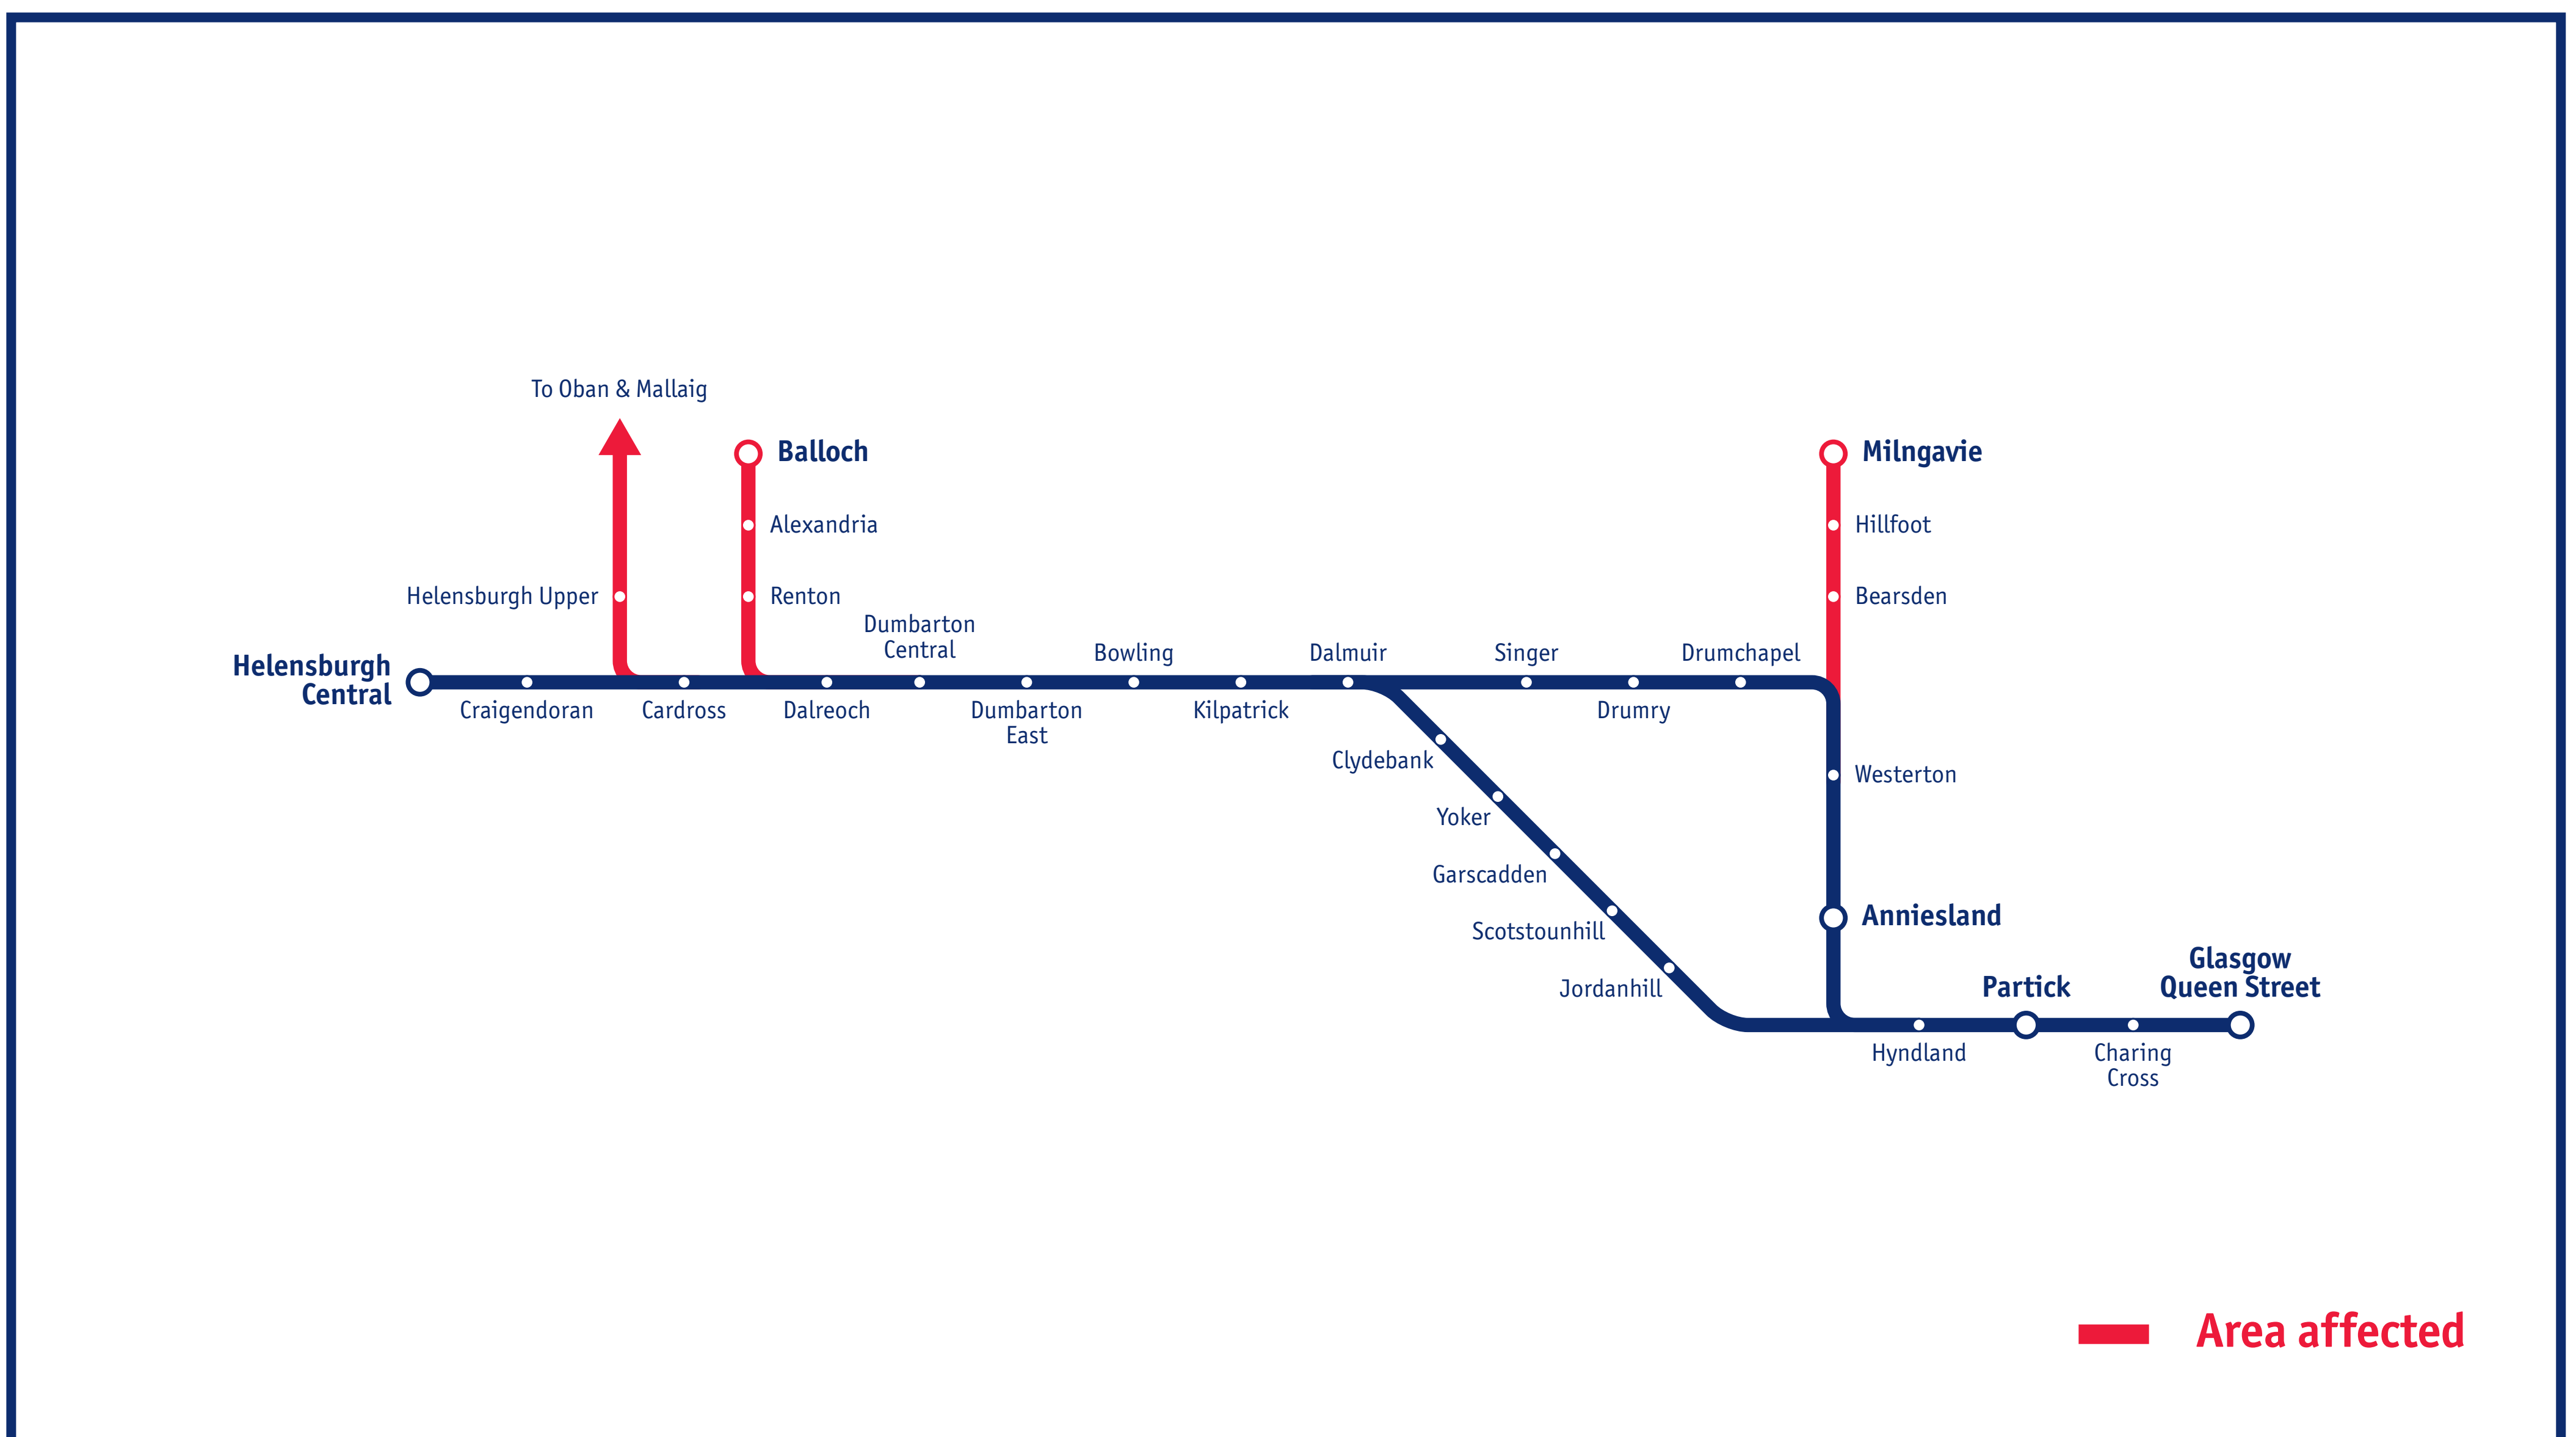 To Oban & Mallaig
Balloch
Milngavie
Alexandria
Hillfoot
Helensburgh Upper
Renton
Bearsden
Dumbarton
Central
Bowling
Dalmuir
Singer
Drumchapel
Helensburgh
Central
Craigendoran
Cardross
Dalreoch
Dumbarton
East
Kilpatrick
Drumry
Clydebank
Westerton
Yoker
Garscadden
Anniesland
Scotstounhill
Jordanhill
Partick
Glasgow
Queen Street
Hyndland
Charing
Cross
Area affected